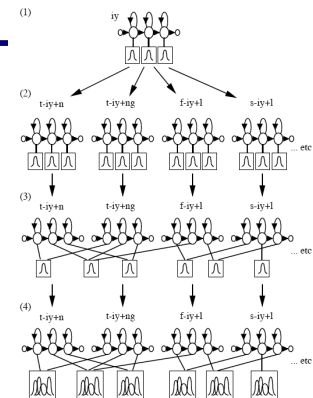 (1)
iy
(2)
t-iy+n t-iy+ng f-iy+l s-iy+l
... etc
(3)
t-iy+n t-iy+ng f-iy+l s-iy+l
... etc
(4)
t-iy+n t-iy+ng f-iy+l s-iy+l
... etc